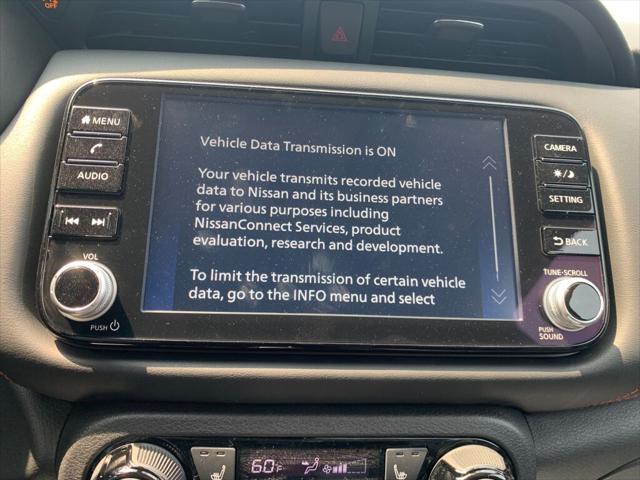 MENU
CAMERA
AUDIO
SETTING
BACK
VOL
PUSH
TUNE-SCROLL
PUSH
SOUND
Vehicle Data Transmission is ON
Your vehicle transmits recorded vehicle
data to Nissan and its business partners
for various purposes including
NissanConnect Services, product
evaluation, research and development.
To limit the transmission of certain vehicle
data, go to the INFO menu and select
60°F